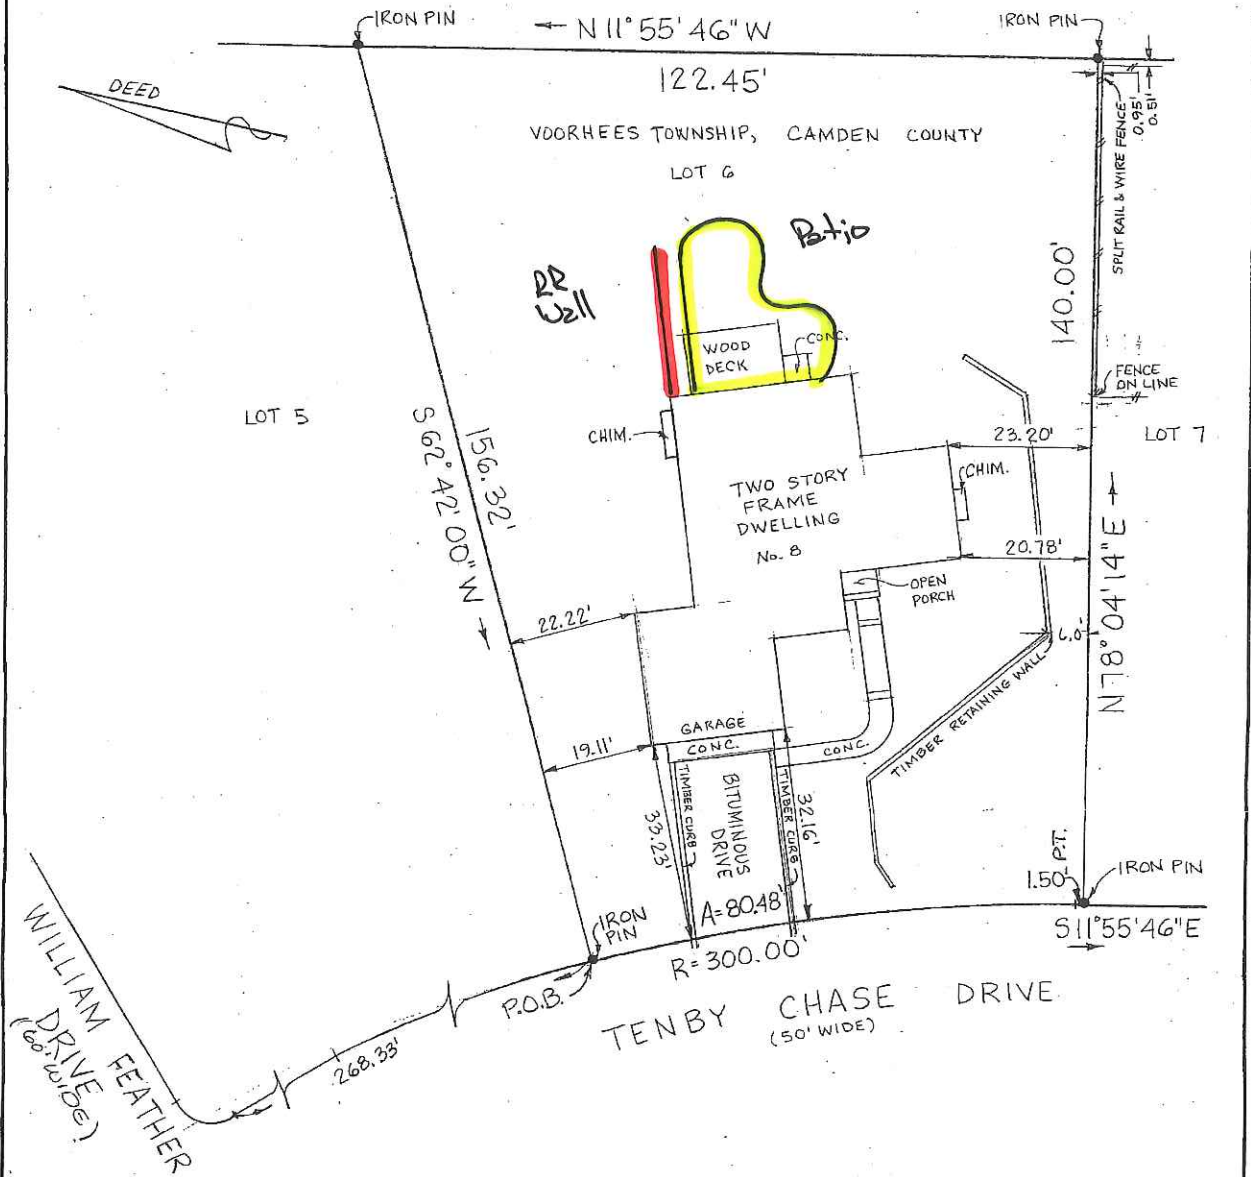 IRON PIN
← N 11° 55' 46" W
IRON PIN
122.45'
DEED
0.95'
0.51'
VOORHEES TOWNSHIP, CAMDEN COUNTY
LOT 6
SPLIT RAIL & WIRE FENCE
Patio
RR
Wall
140.00'
WOOD
DECK
CONC.
FENCE
ON LINE
LOT 5
CHIM.
156.32'
S 62° 42' 00" W
23.20'
LOT 7
CHIM.
TWO STORY
FRAME
DWELLING
No. 8
20.78'
OPEN
PORCH
N 78° 04' 14" E
22.22'
6.0'
TIMBER RETAINING WALL
GARAGE
CONC.
CONC.
19.11'
TIMBER CURB
BITUMINOUS
DRIVE
TIMBER CURB
33.23'
32.16'
1.50'
P.T.
IRON PIN
A=80.48'
IRON
PIN
S 11° 55' 46" E
R=300.00'
P.O.B.
TENBY CHASE DRIVE
(50' WIDE)
268.33'
WILLIAM FEATHER
DRIVE
(60' WIDE)